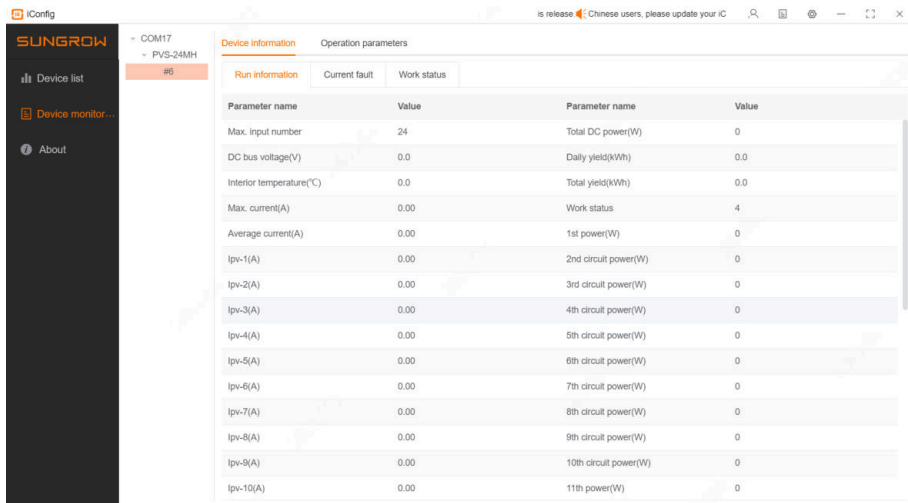 iConfig
is release. Chinese users, please update your iC
SUNGROW
Device list
Device monitor...
About
COM17
PVS-24MH
#6
Device information Operation parameters
Run information Current fault Work status
Parameter name Value Parameter name Value
Max. input number 24 Total DC power(W) 0
DC bus voltage(V) 0.0 Daily yield(kWh) 0.0
Interior temperature(℃) 0.0 Total yield(kWh) 0.0
Max. current(A) 0.00 Work status 4
Average current(A) 0.00 1st power(W) 0
Ipv-1(A) 0.00 2nd circuit power(W) 0
Ipv-2(A) 0.00 3rd circuit power(W) 0
Ipv-3(A) 0.00 4th circuit power(W) 0
Ipv-4(A) 0.00 5th circuit power(W) 0
Ipv-5(A) 0.00 6th circuit power(W) 0
Ipv-6(A) 0.00 7th circuit power(W) 0
Ipv-7(A) 0.00 8th circuit power(W) 0
Ipv-8(A) 0.00 9th circuit power(W) 0
Ipv-9(A) 0.00 10th circuit power(W) 0
Ipv-10(A) 0.00 11th power(W) 0